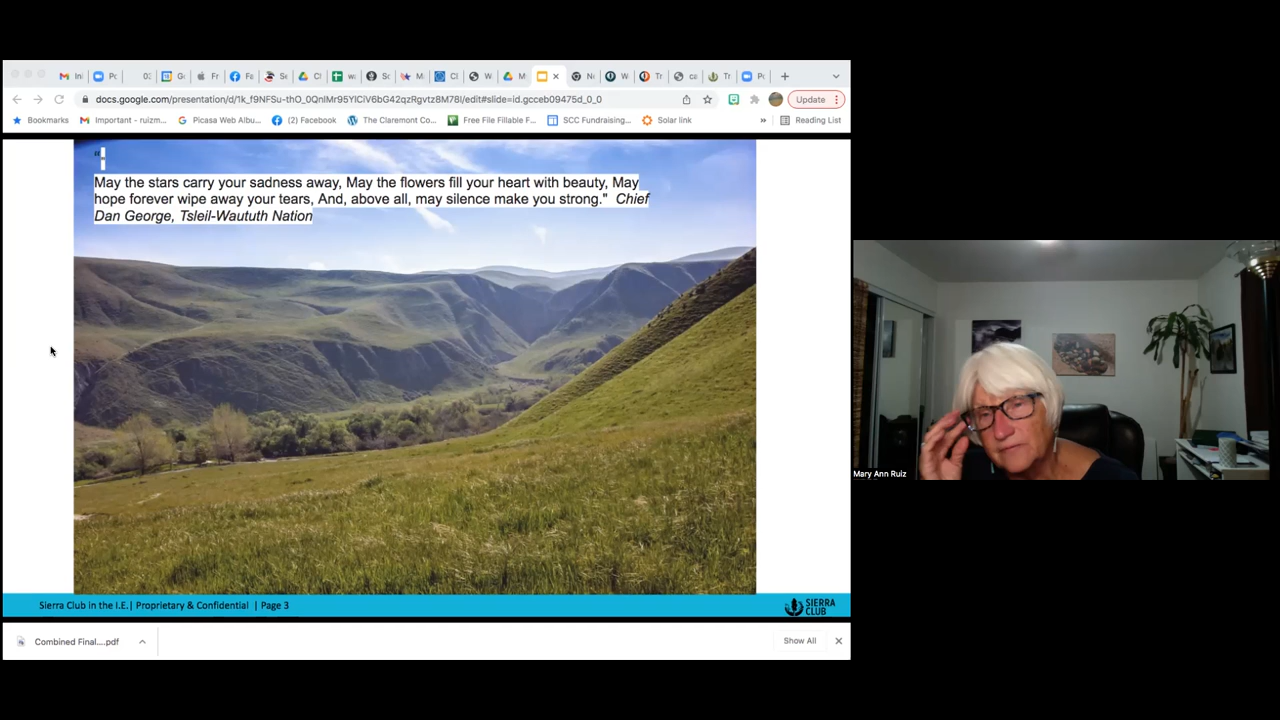 docs.google.com/presentation/d/1k_f9NFSu-thO_0QnIMr95YlCiV6bG42qzRgvtz8M78I/edit#slide=id.gcceb09475d_0_0
Update
Bookmarks
Important - ruizm...
Picasa Web Albu...
(2) Facebook
The Claremont Co...
Free File Fillable F...
SCC Fundraising...
Solar link
»
Reading List
“
May the stars carry your sadness away, May the flowers fill your heart with beauty, May
hope forever wipe away your tears, And, above all, may silence make you strong." Chief
Dan George, Tsleil-Waututh Nation
Mary Ann Ruiz
Sierra Club in the I.E.| Proprietary & Confidential | Page 3
SIERRA
CLUB
Combined Final....pdf
Show All